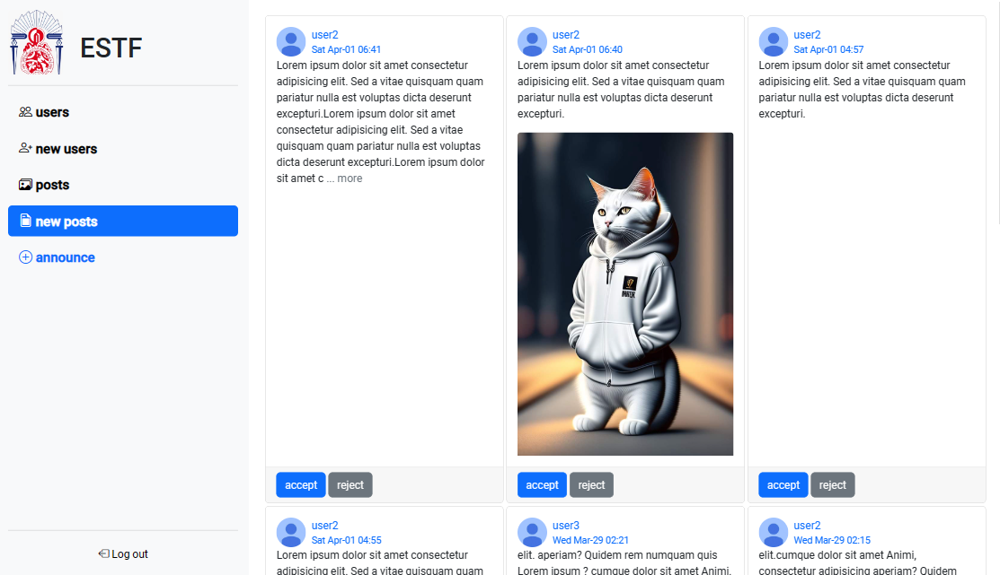 ESTF
users
new users
posts
new posts
announce
Log out
user2
Sat Apr-01 06:41
Lorem ipsum dolor sit amet consectetur
adipisicing elit. Sed a vitae quisquam quam
pariatur nulla est voluptas dicta deserunt
excepturi.Lorem ipsum dolor sit amet
consectetur adipisicing elit. Sed a vitae
quisquam quam pariatur nulla est voluptas
dicta deserunt excepturi.Lorem ipsum dolor
sit amet c ... more
accept reject
user2
Sat Apr-01 06:40
Lorem ipsum dolor sit amet consectetur
adipisicing elit. Sed a vitae quisquam quam
pariatur nulla est voluptas dicta deserunt
excepturi.
accept reject
user2
Sat Apr-01 04:57
Lorem ipsum dolor sit amet consectetur
adipisicing elit. Sed a vitae quisquam quam
pariatur nulla est voluptas dicta deserunt
excepturi.
accept reject
user2
Sat Apr-01 04:55
Lorem ipsum dolor sit amet consectetur
adipisicing elit. Sed a vitae quisquam quam
user3
Wed Mar-29 02:21
elit. aperiam? Quidem rem numquam quis
Lorem ipsum ? cumque dolor sit amet Animi,
user2
Wed Mar-29 02:15
elit.cumque dolor sit amet Animi,
consectetur adipisicing aperiam? Quidem